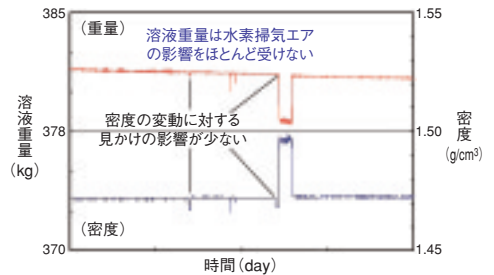 385
378
370
溶液重量
(kg)
(重量)
溶液重量は水素掃気エア
の影響をほとんど受けない
密度の変動に対する
見かけの影響が少ない
(密度)
1.55
1.50
1.45
密度
(g/cm³)
時間(day)